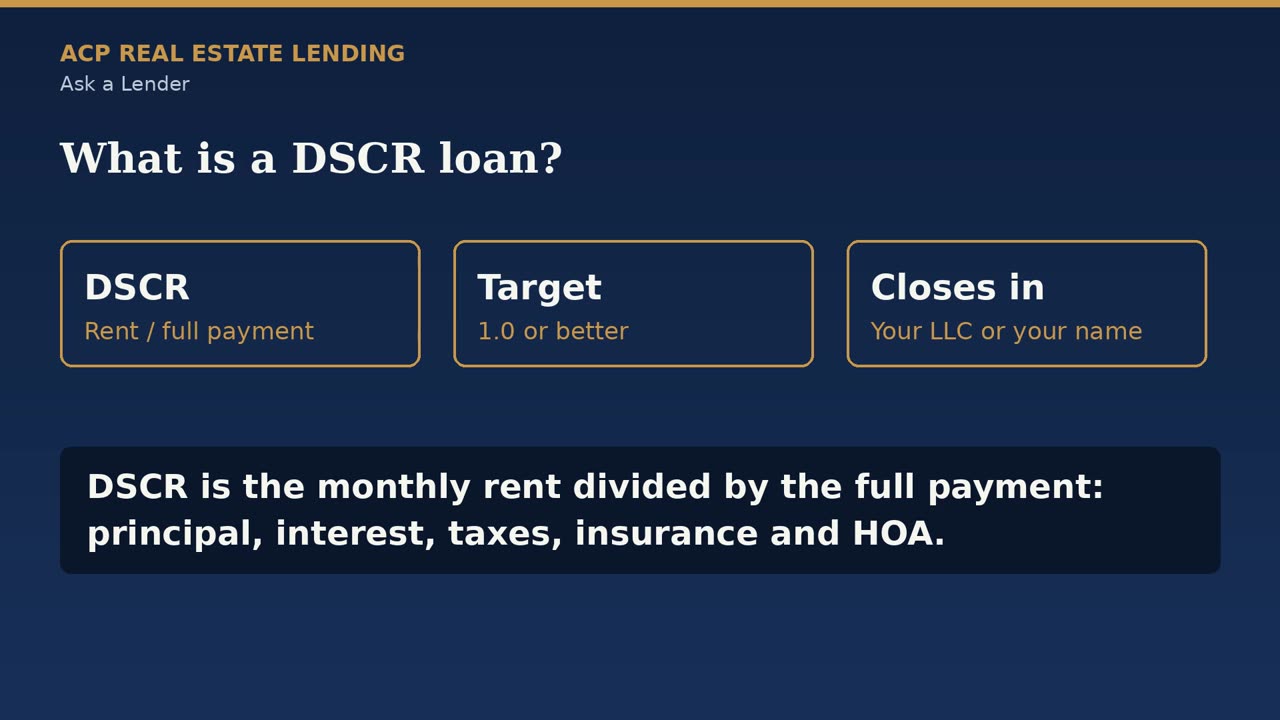 ACP REAL ESTATE LENDING
Ask a Lender
What is a DSCR loan?
DSCR
Rent / full payment
Target
1.0 or better
Closes in
Your LLC or your name
DSCR is the monthly rent divided by the full payment:
principal, interest, taxes, insurance and HOA.